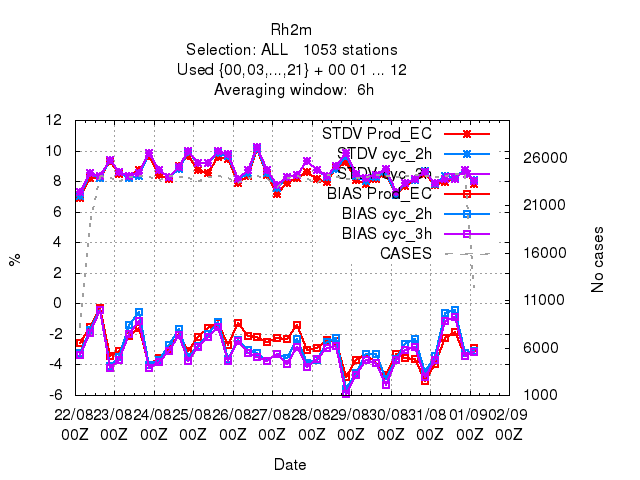 Rh2m
Selection: ALL   1053 stations
Used {00,03,...,21} + 00 01 ... 12
Averaging window:  6h
12
10
8
6
4
2
0
-2
-4
-6
%
STDV Prod_EC
STDV cyc_2h
STDV cyc_3h
BIAS Prod_EC
BIAS cyc_2h
BIAS cyc_3h
CASES
26000
21000
16000
11000
6000
1000
No cases
22/08 23/08 24/08 25/08 26/08 27/08 28/08 29/08 30/08 31/08 01/09 02/09
00Z 00Z 00Z 00Z 00Z 00Z 00Z 00Z 00Z 00Z 00Z 00Z
Date